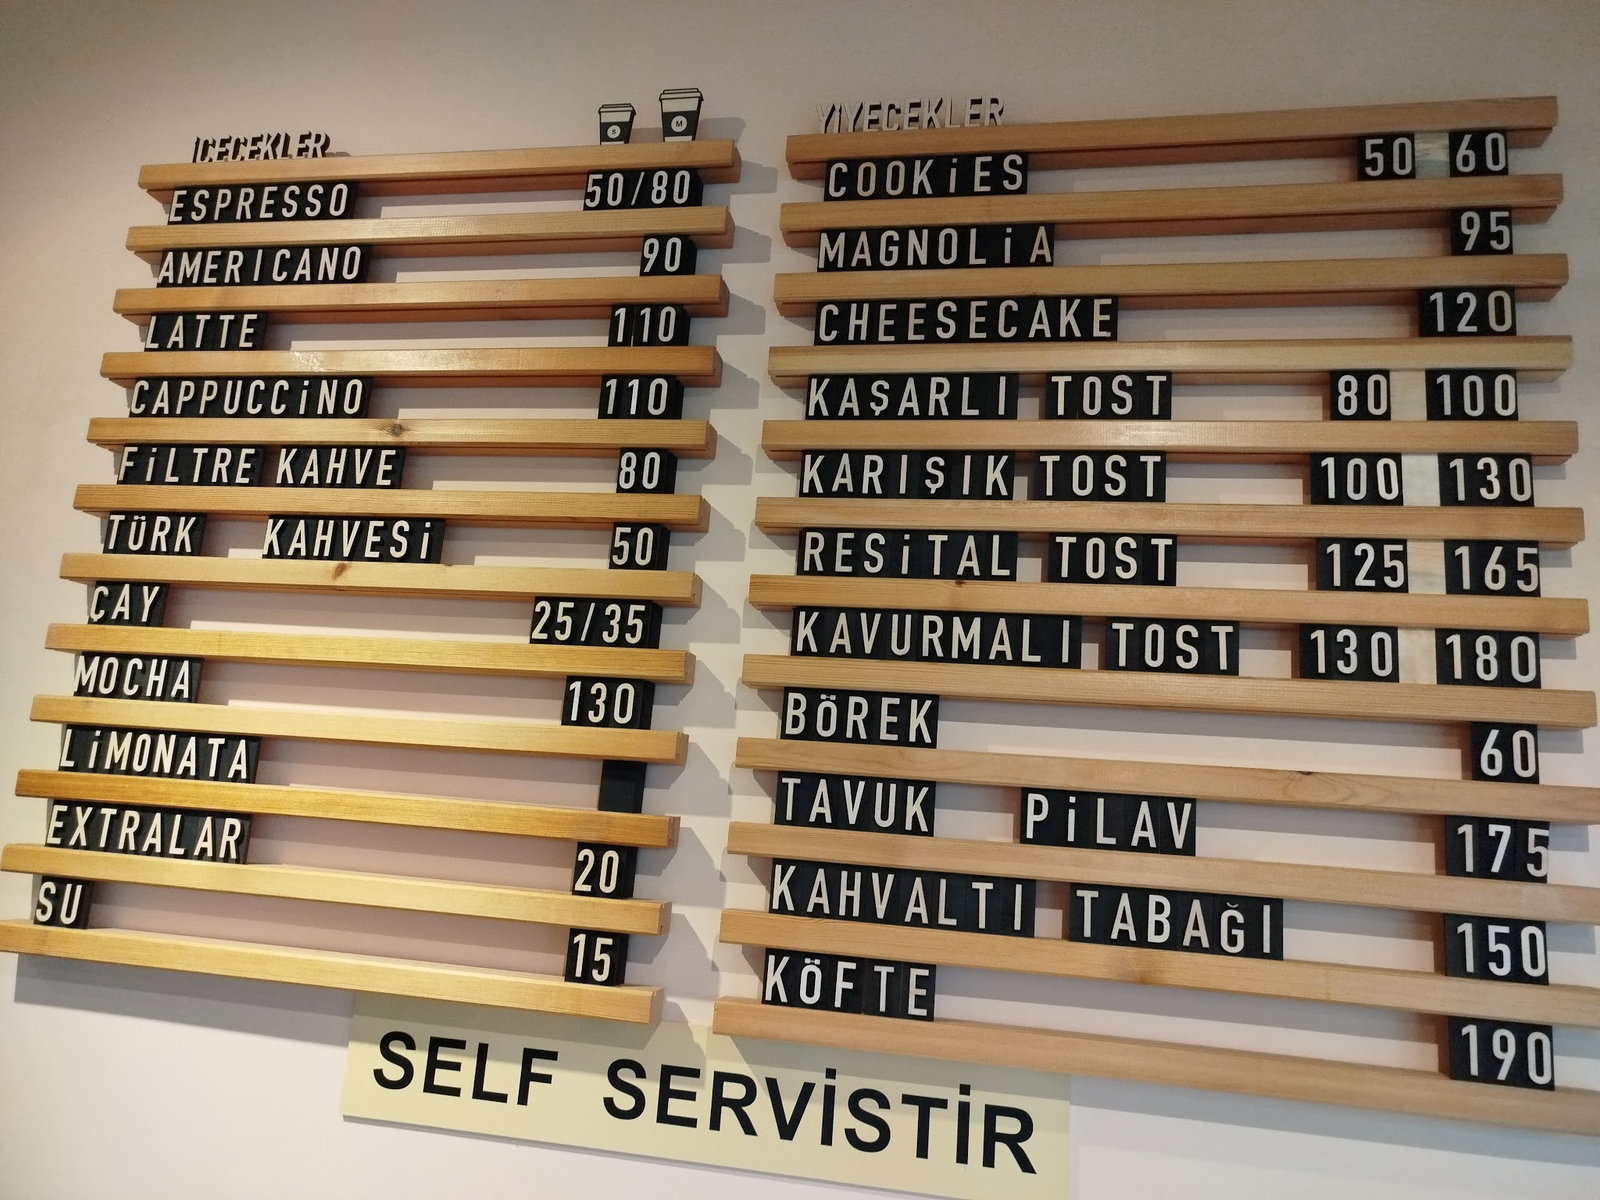 İÇECEKLER
S M
ESPRESSO 50/80
AMERICANO 90
LATTE 110
CAPPUCCiNO 110
FiLTRE KAHVE 80
TÜRK KAHVESi 50
ÇAY 25/35
MOCHA 130
LiMONATA
EXTRALAR 20
SU 15
YİYECEKLER
COOKiES 50 60
MAGNOLiA 95
CHEESECAKE 120
KAŞARLI TOST 80 100
KARIŞIK TOST 100 130
RESiTAL TOST 125 165
KAVURMALI TOST 130 180
BÖREK 60
TAVUK PiLAV 175
KAHVALTI TABAĞI 150
KÖFTE 190
SELF SERVİSTİR